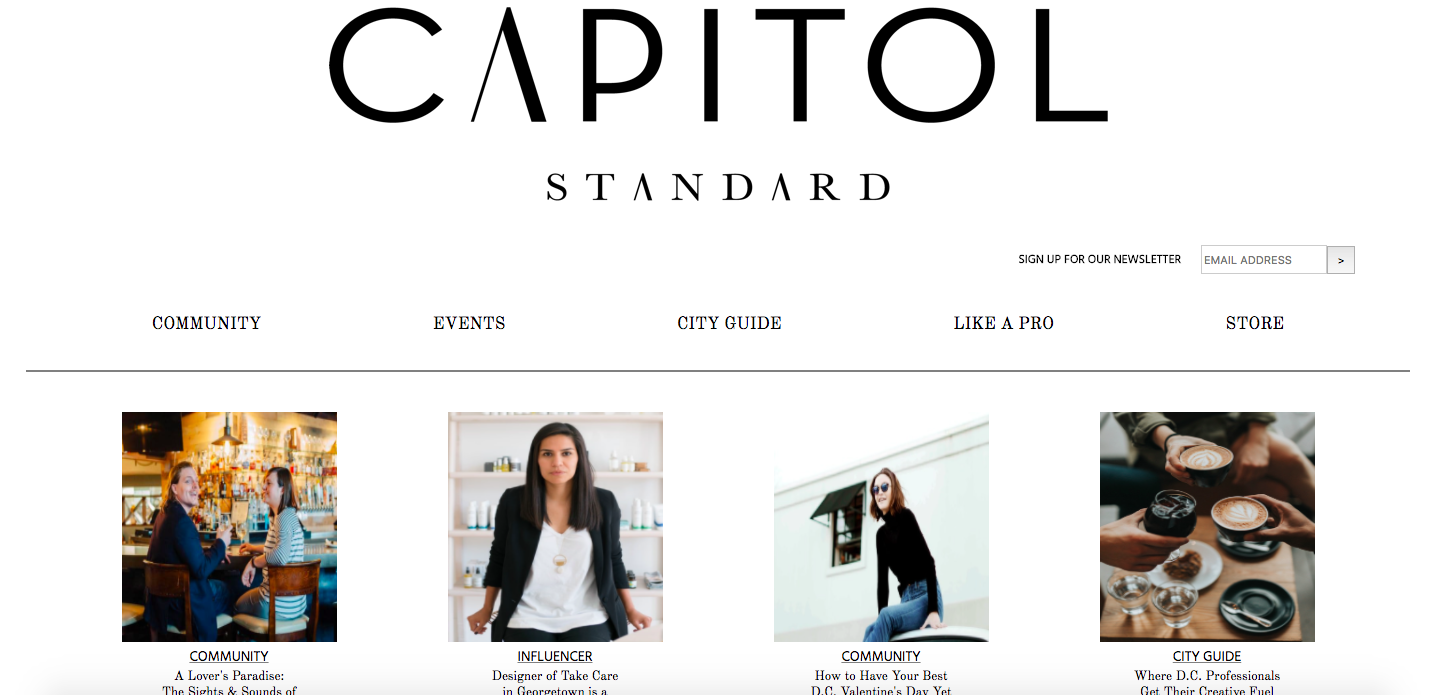 CAPITOL
STANDARD
SIGN UP FOR OUR NEWSLETTER EMAIL ADDRESS >
COMMUNITY EVENTS CITY GUIDE LIKE A PRO STORE
COMMUNITY
A Lover's Paradise:
The Sights & Sounds of
INFLUENCER
Designer of Take Care
in Georgetown is a
COMMUNITY
How to Have Your Best
D.C. Valentine's Day Yet
CITY GUIDE
Where D.C. Professionals
Get Their Creative Fuel